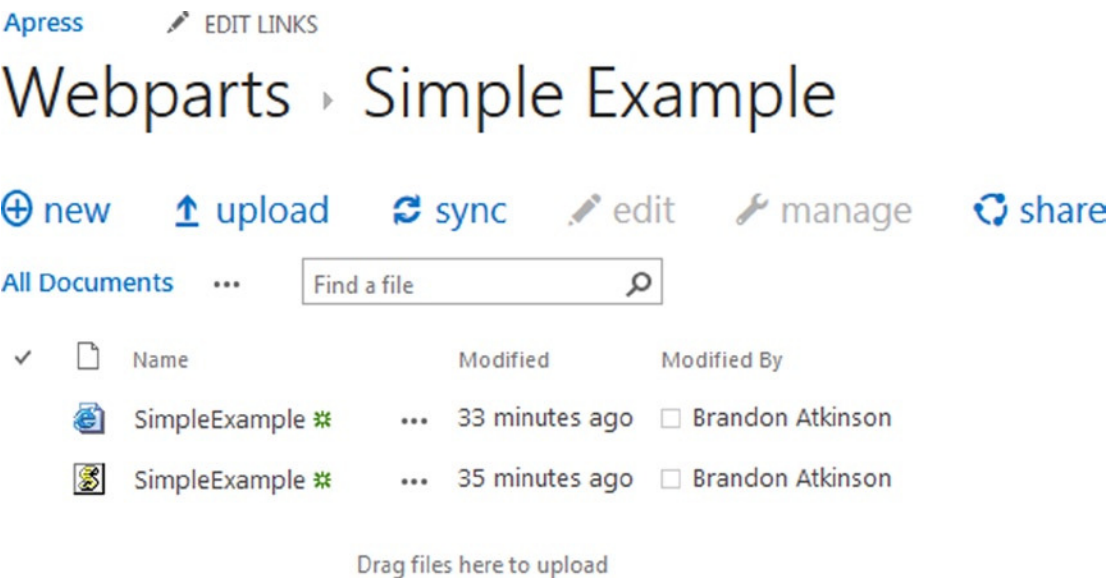 Apress EDIT LINKS
Webparts Simple Example
new upload sync edit manage share
All Documents ... Find a file
Name Modified Modified By
SimpleExample ... 33 minutes ago Brandon Atkinson
SimpleExample ... 35 minutes ago Brandon Atkinson
Drag files here to upload